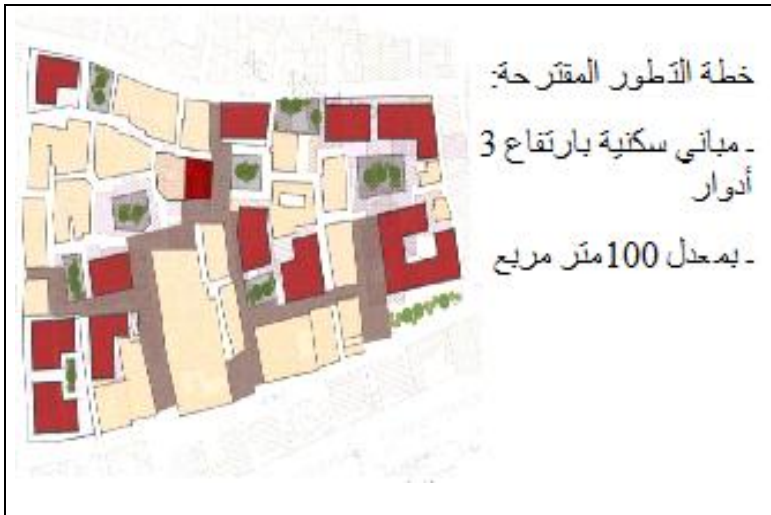 خطة التطور المقترحة:
- مباني سكنية بارتفاع 3
أدوار
- بمعدل 100متر مربع